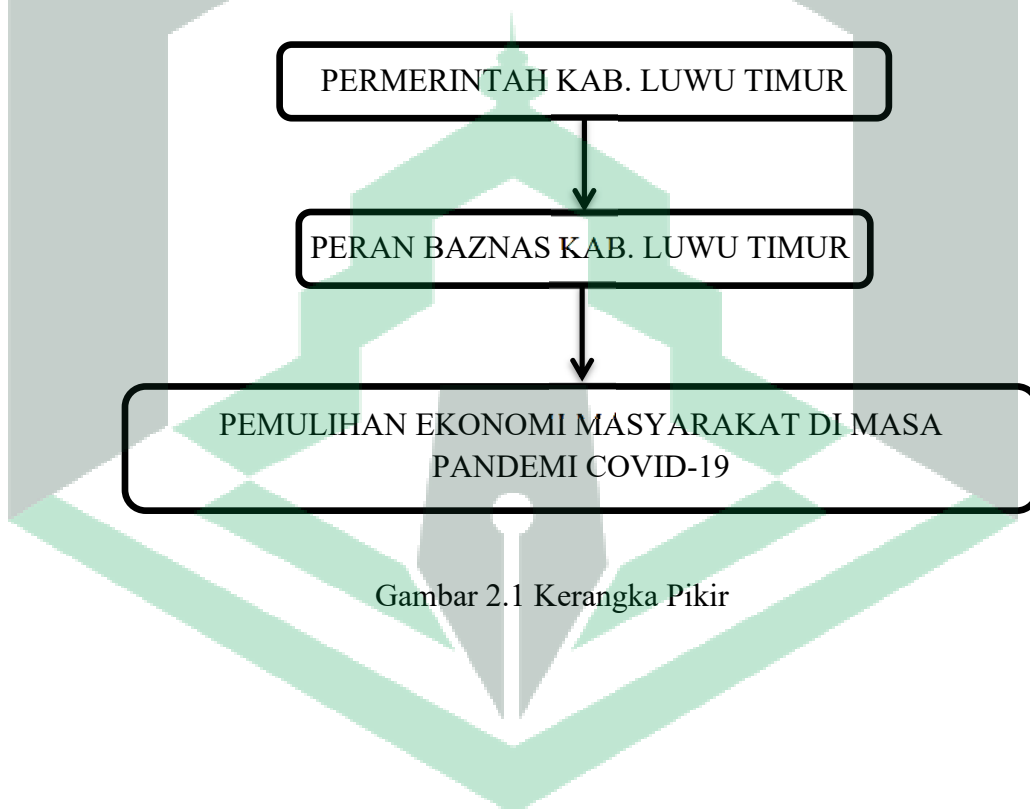 PERMERINTAH KAB. LUWU TIMUR
PERAN BAZNAS KAB. LUWU TIMUR
PEMULIHAN EKONOMI MASYARAKAT DI MASA
PANDEMI COVID-19
Gambar 2.1 Kerangka Pikir